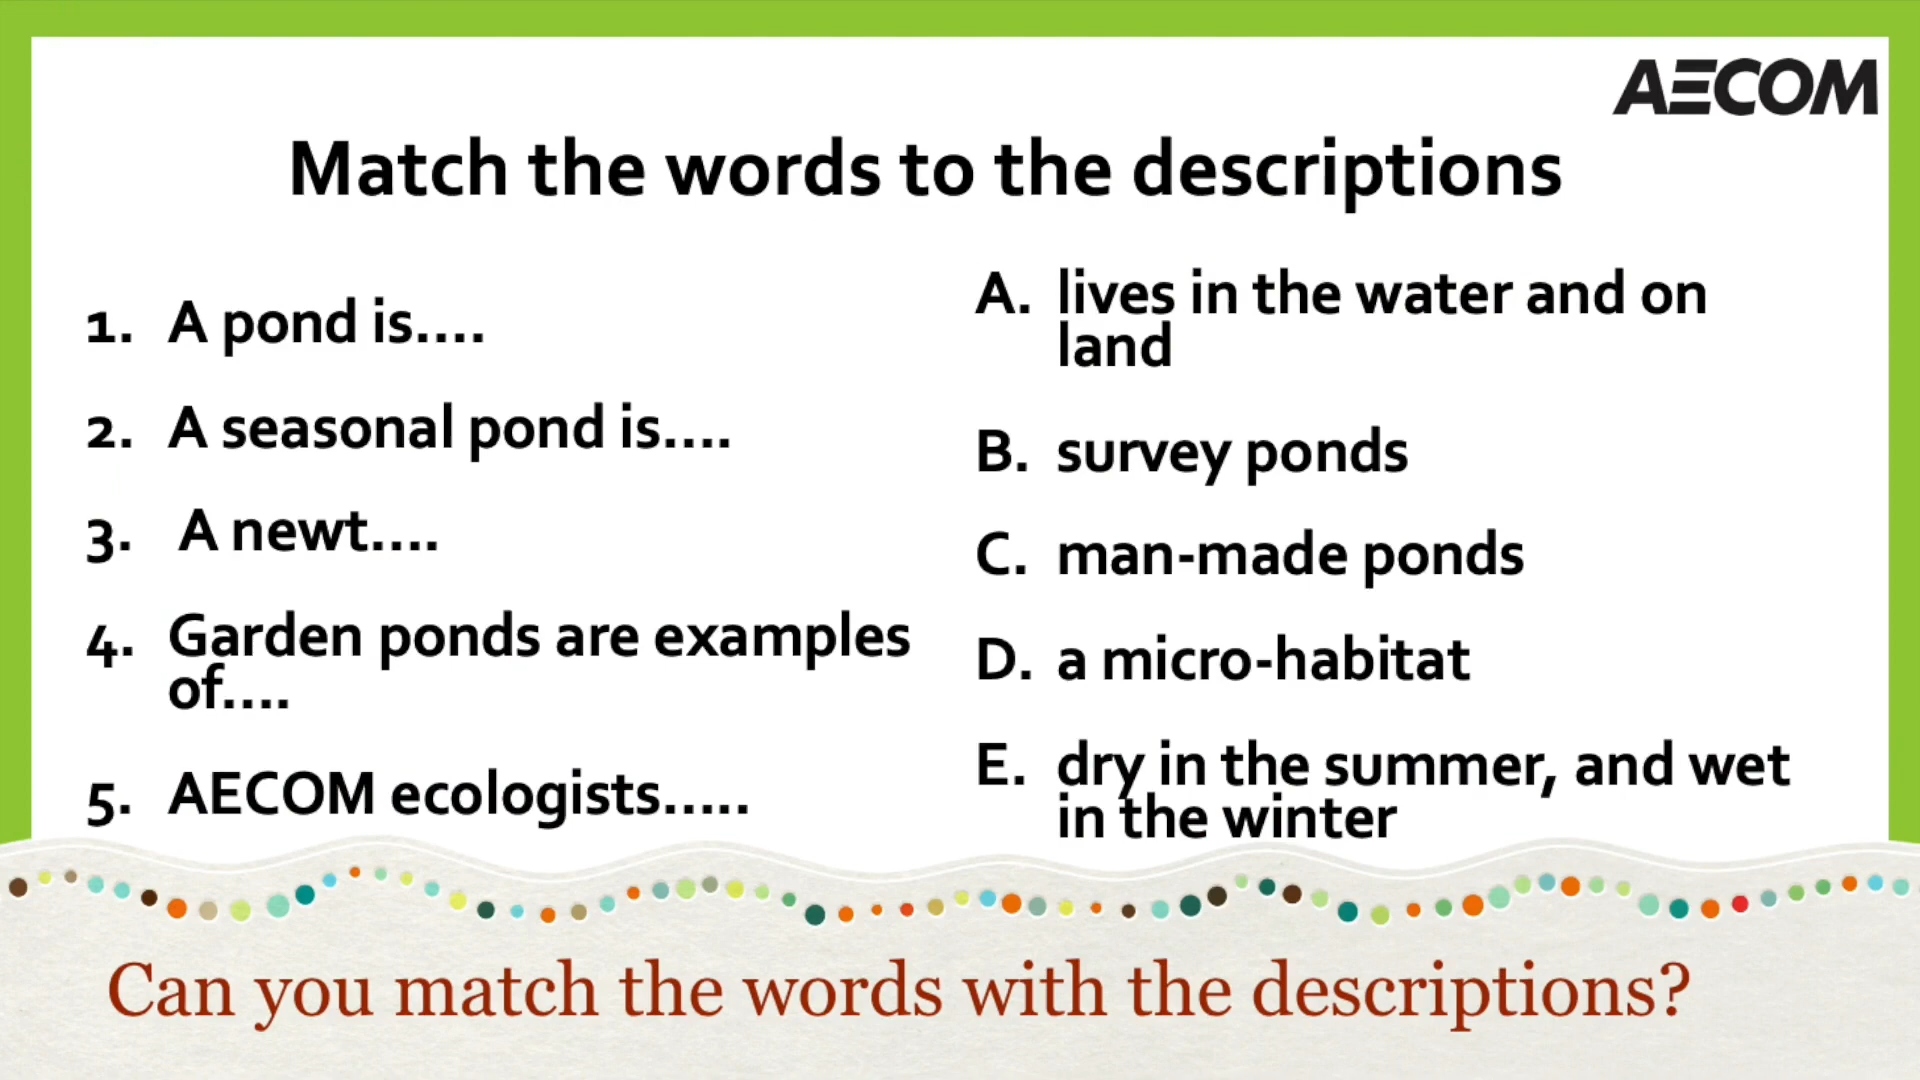 AECOM
Match the words to the descriptions
1. A pond is....
2. A seasonal pond is....
3. A newt....
4. Garden ponds are examples
of....
5. AECOM ecologists.....
A. lives in the water and on
land
B. survey ponds
C. man-made ponds
D. a micro-habitat
E. dry in the summer, and wet
in the winter
Can you match the words with the descriptions?